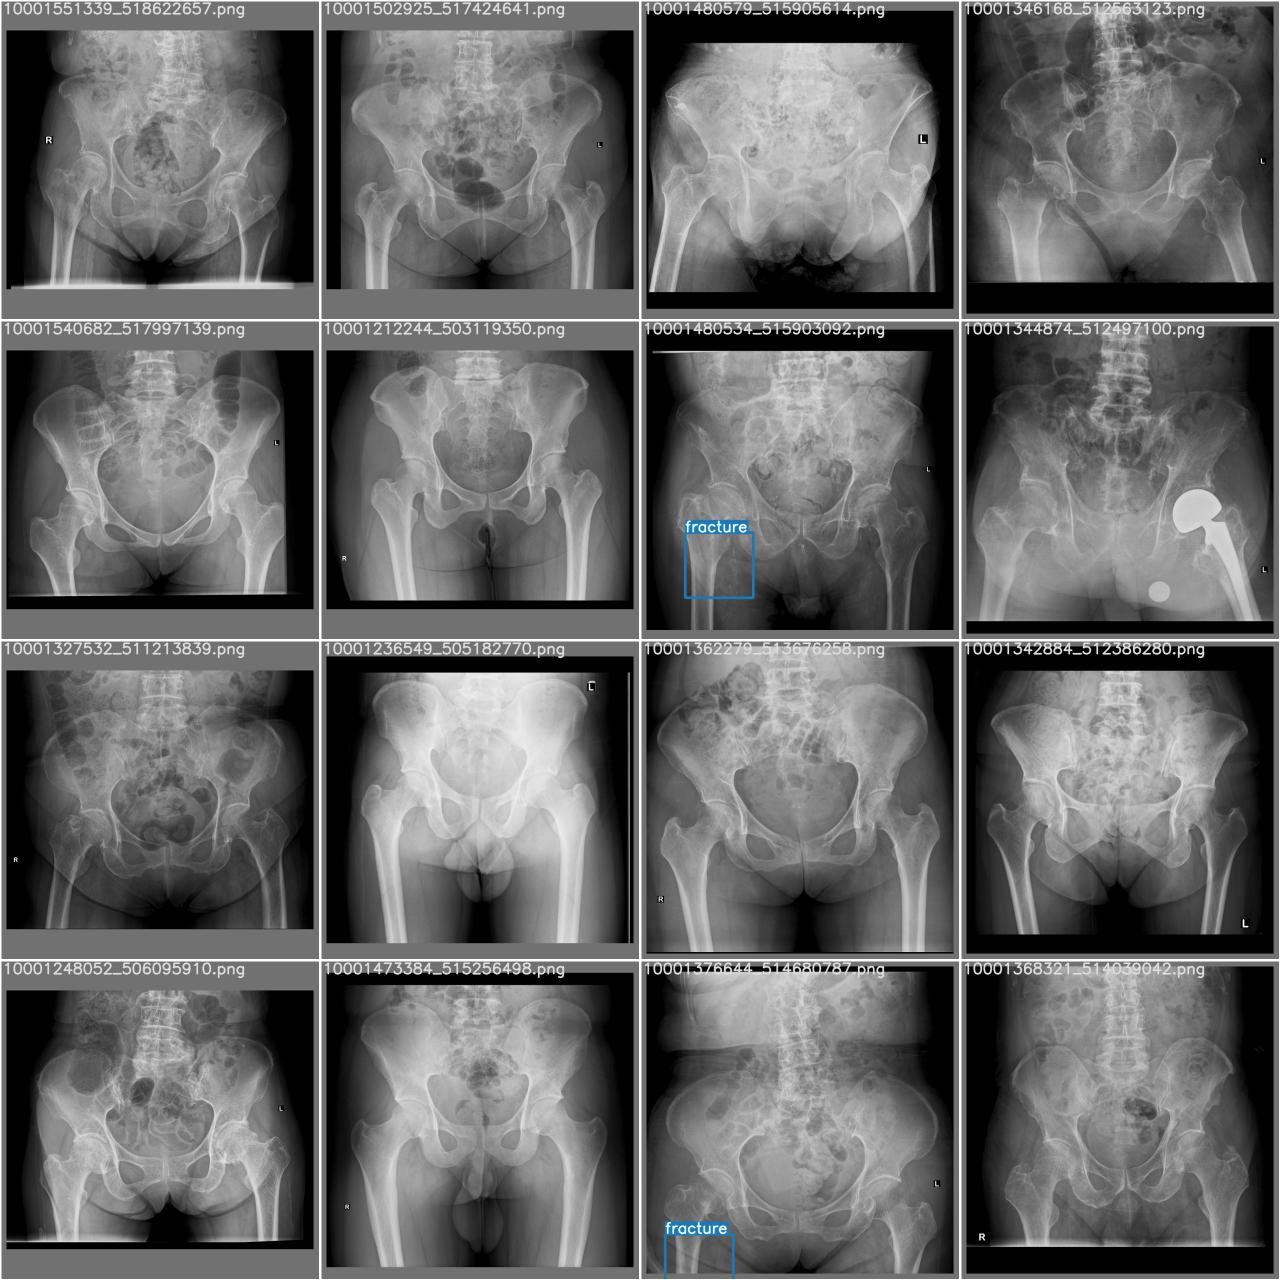 10001551339_518622657.png
10001502925_517424641.png
10001480579_515905614.png
10001346168_512563123.png
R
L
L
L
10001540682_517997139.png
10001212244_503119350.png
10001480534_515903092.png
10001344874_512497100.png
L
R
L
fracture
L
10001327532_511213839.png
10001236549_505182770.png
10001362279_513676258.png
10001342884_512386280.png
R
L
R
L
10001248052_506095910.png
10001473384_515256498.png
10001376644_514680787.png
10001368321_514039042.png
L
R
L
fracture
R